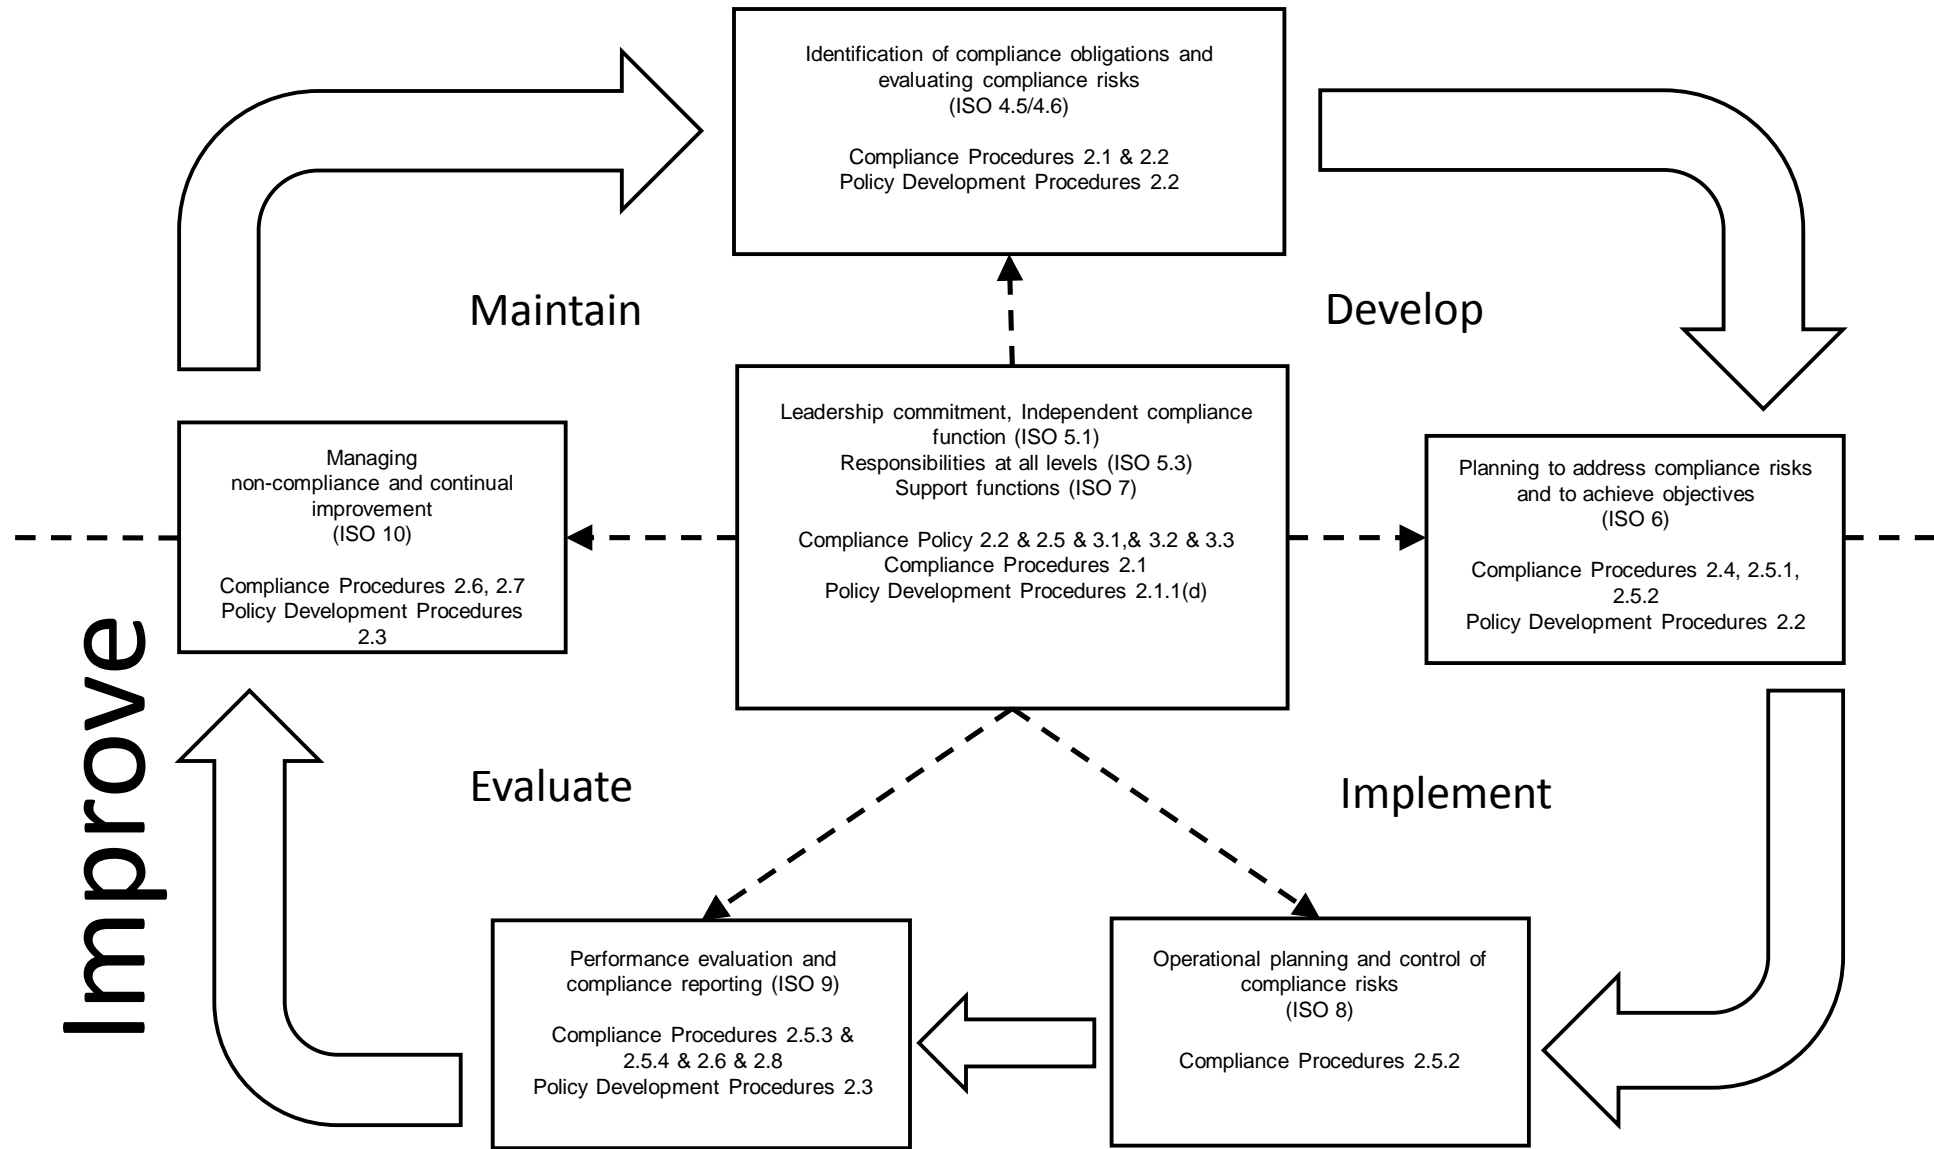 Identification of compliance obligations and
evaluating compliance risks
(ISO 4.5/4.6)
Compliance Procedures 2.1 & 2.2
Policy Development Procedures 2.2
Maintain
Develop
Managing
non-compliance and continual
improvement
(ISO 10)
Compliance Procedures 2.6, 2.7
Policy Development Procedures
2.3
Leadership commitment, Independent compliance
function (ISO 5.1)
Responsibilities at all levels (ISO 5.3)
Support functions (ISO 7)
Compliance Policy 2.2 & 2.5 & 3.1,& 3.2 & 3.3
Compliance Procedures 2.1
Policy Development Procedures 2.1.1(d)
Planning to address compliance risks
and to achieve objectives
(ISO 6)
Compliance Procedures 2.4, 2.5.1,
2.5.2
Policy Development Procedures 2.2
Improve
Evaluate
Implement
Performance evaluation and
compliance reporting (ISO 9)
Compliance Procedures 2.5.3 &
2.5.4 & 2.6 & 2.8
Policy Development Procedures 2.3
Operational planning and control of
compliance risks
(ISO 8)
Compliance Procedures 2.5.2